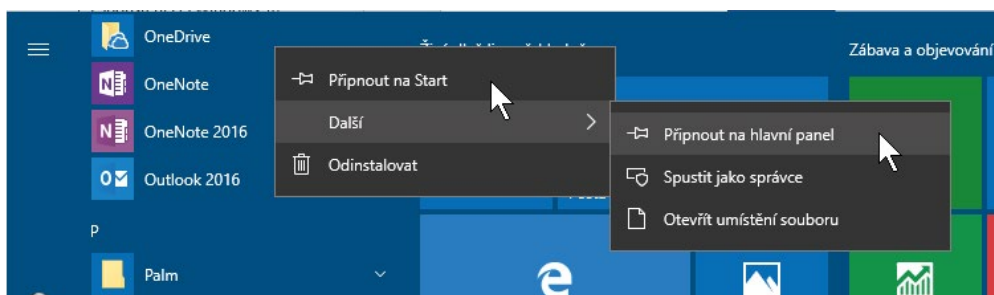 OneDrive
OneNote
OneNote 2016
Outlook 2016
P
Palm
Připnout na Start
Další
Odinstalovat
Připnout na hlavní panel
Spustit jako správce
Otevřít umístění souboru
Zábava a objevování